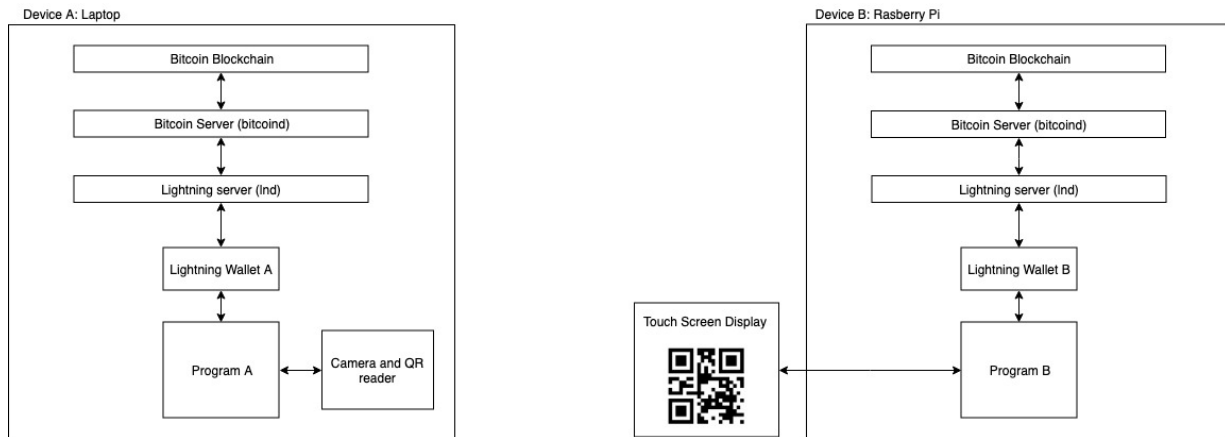 Device A: Laptop
Bitcoin Blockchain
Bitcoin Server (bitcoind)
Lightning server (lnd)
Lightning Wallet A
Program A
Camera and QR
reader
Device B: Rasberry Pi
Bitcoin Blockchain
Bitcoin Server (bitcoind)
Lightning server (lnd)
Lightning Wallet B
Touch Screen Display
Program B